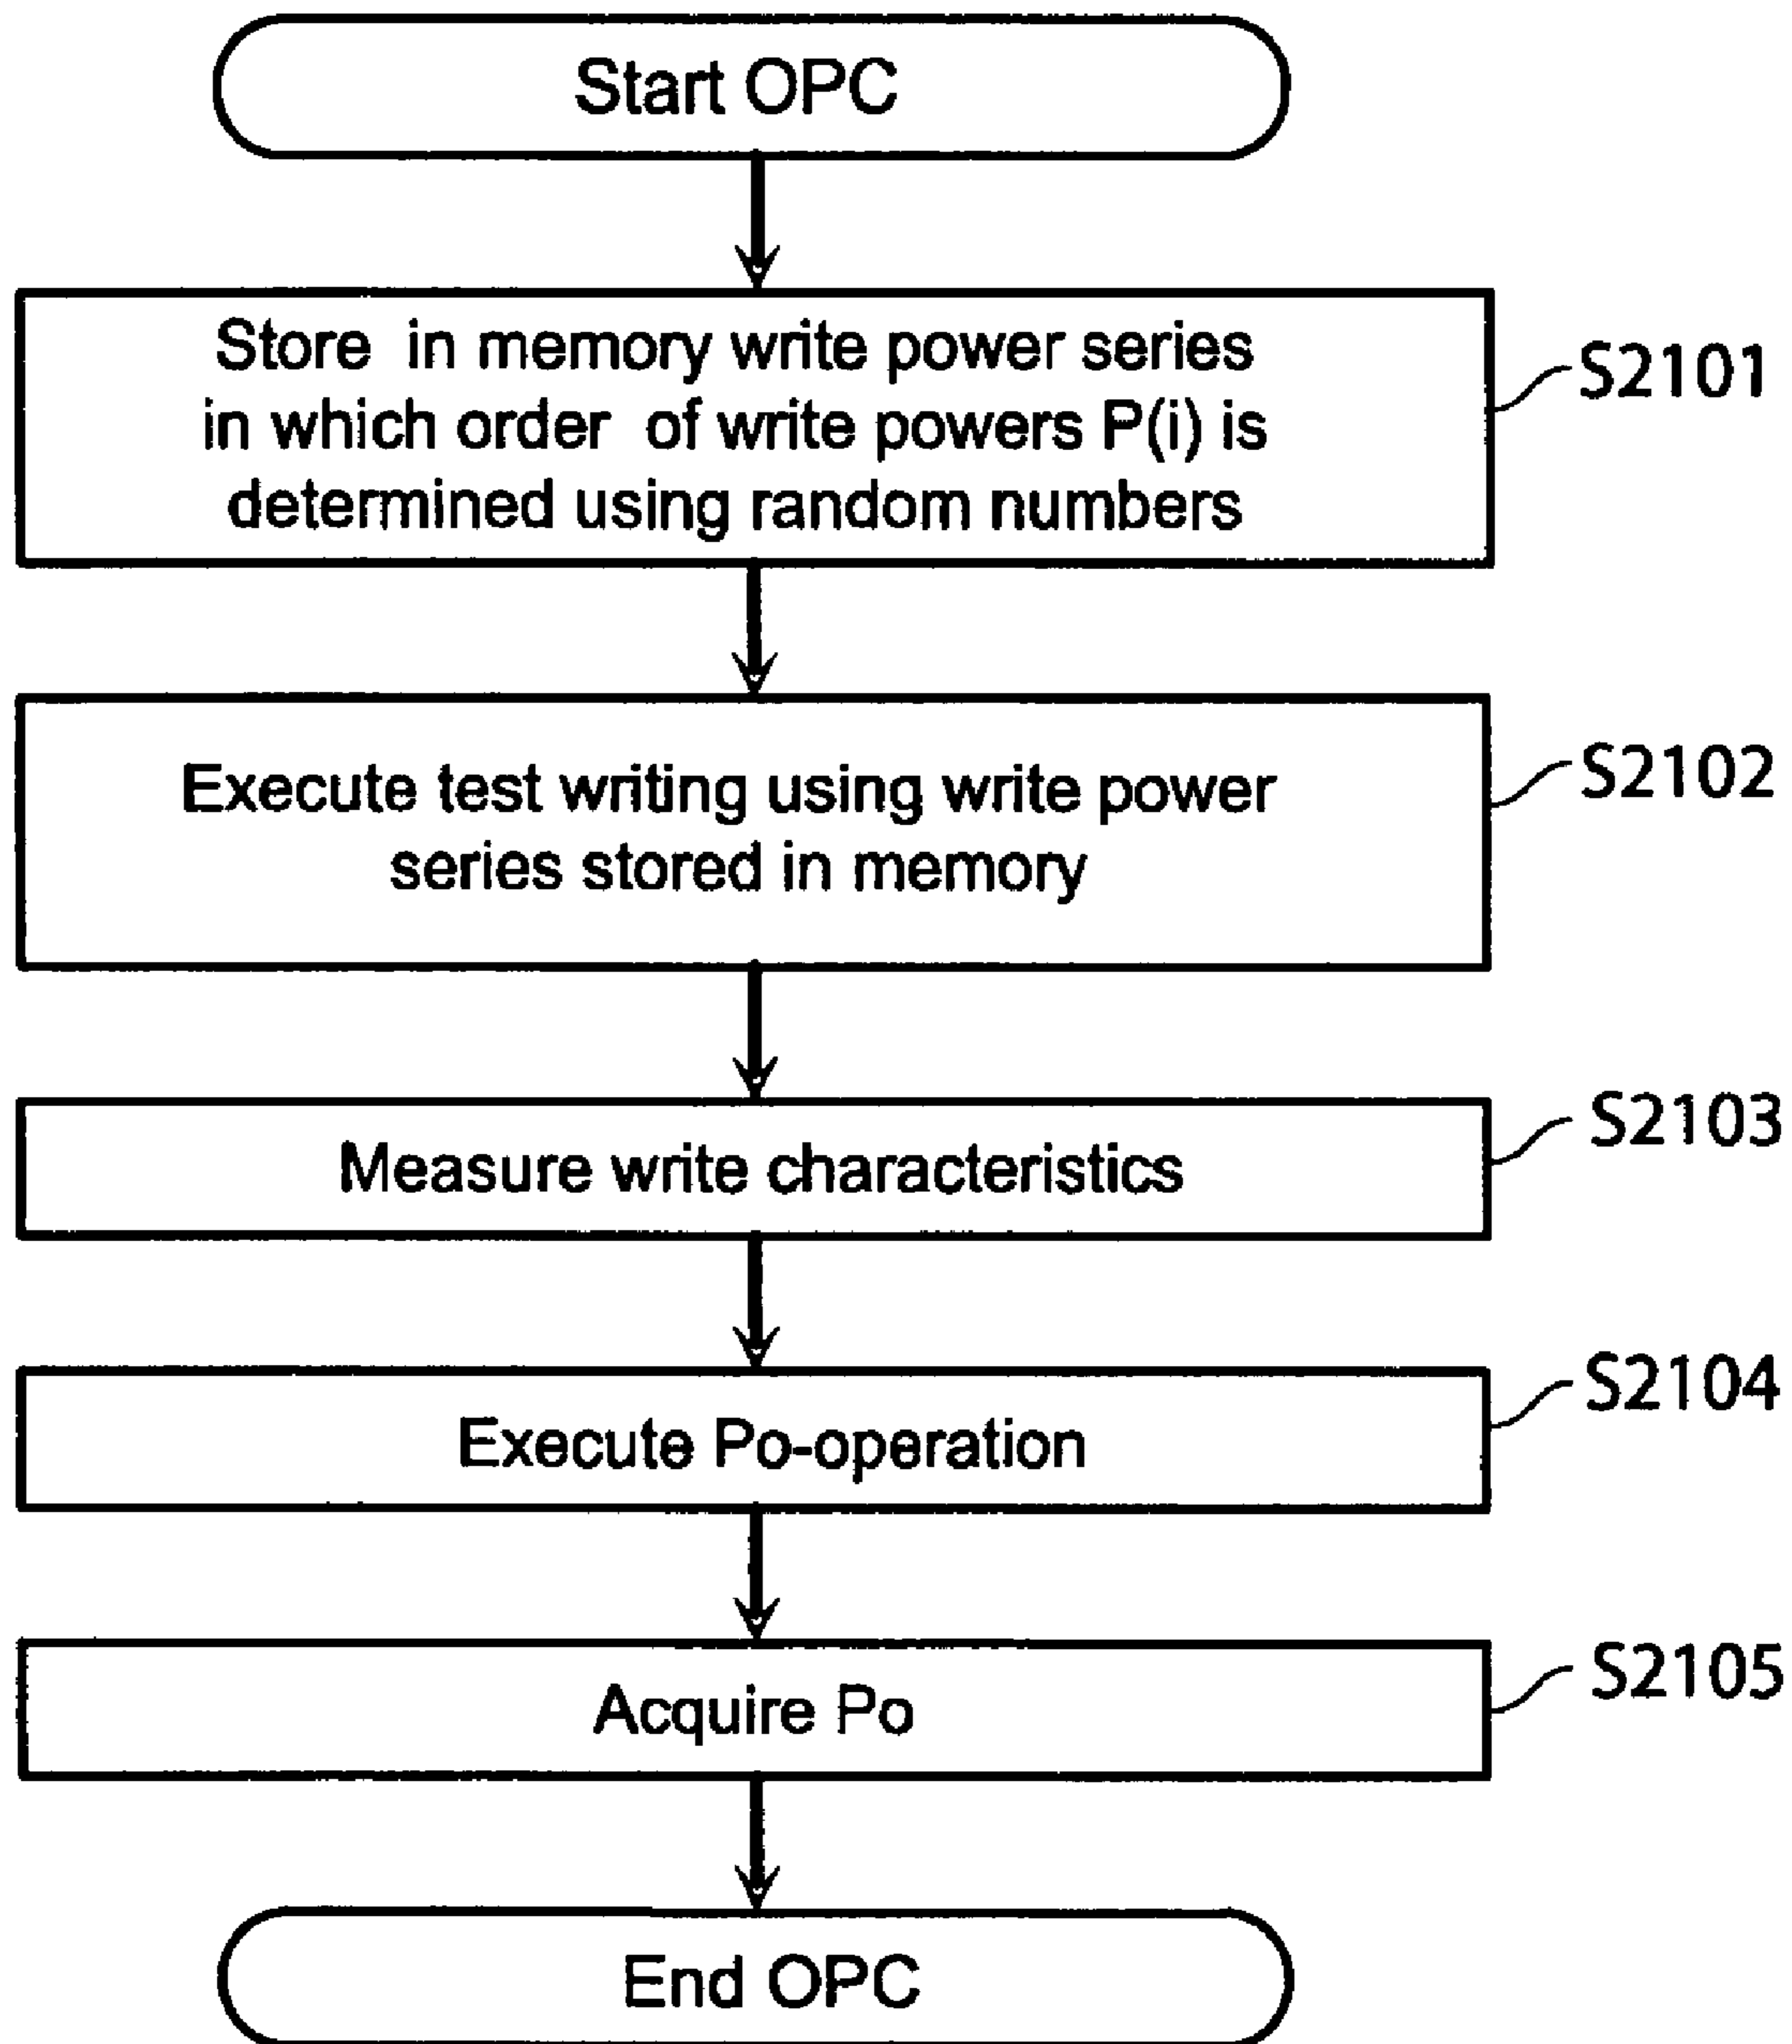 Start OPC
Store in memory write power series
in which order of write powers P(i) is
determined using random numbers
S2101
Execute test writing using write power
series stored in memory
S2102
Measure write characteristics
S2103
Execute Po-operation
S2104
Acquire Po
S2105
End OPC